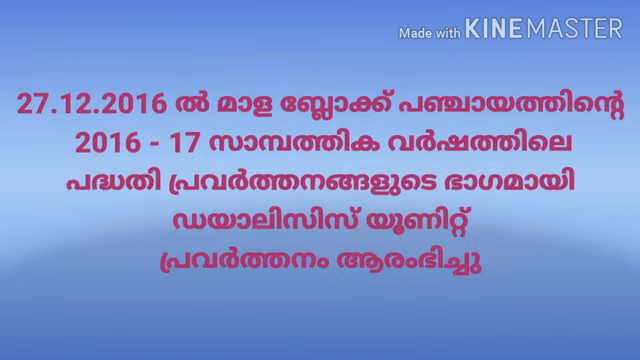 Made with KINEMASTER
27.12.2016 ൽ മാള ബ്ലോക്ക് പഞ്ചായത്തിന്റെ
2016 - 17 സാമ്പത്തിക വർഷത്തിലെ
പദ്ധതി പ്രവർത്തനങ്ങളുടെ ഭാഗമായി
ഡയാലിസിസ് യൂണിറ്റ്
പ്രവർത്തനം ആരംഭിച്ചു